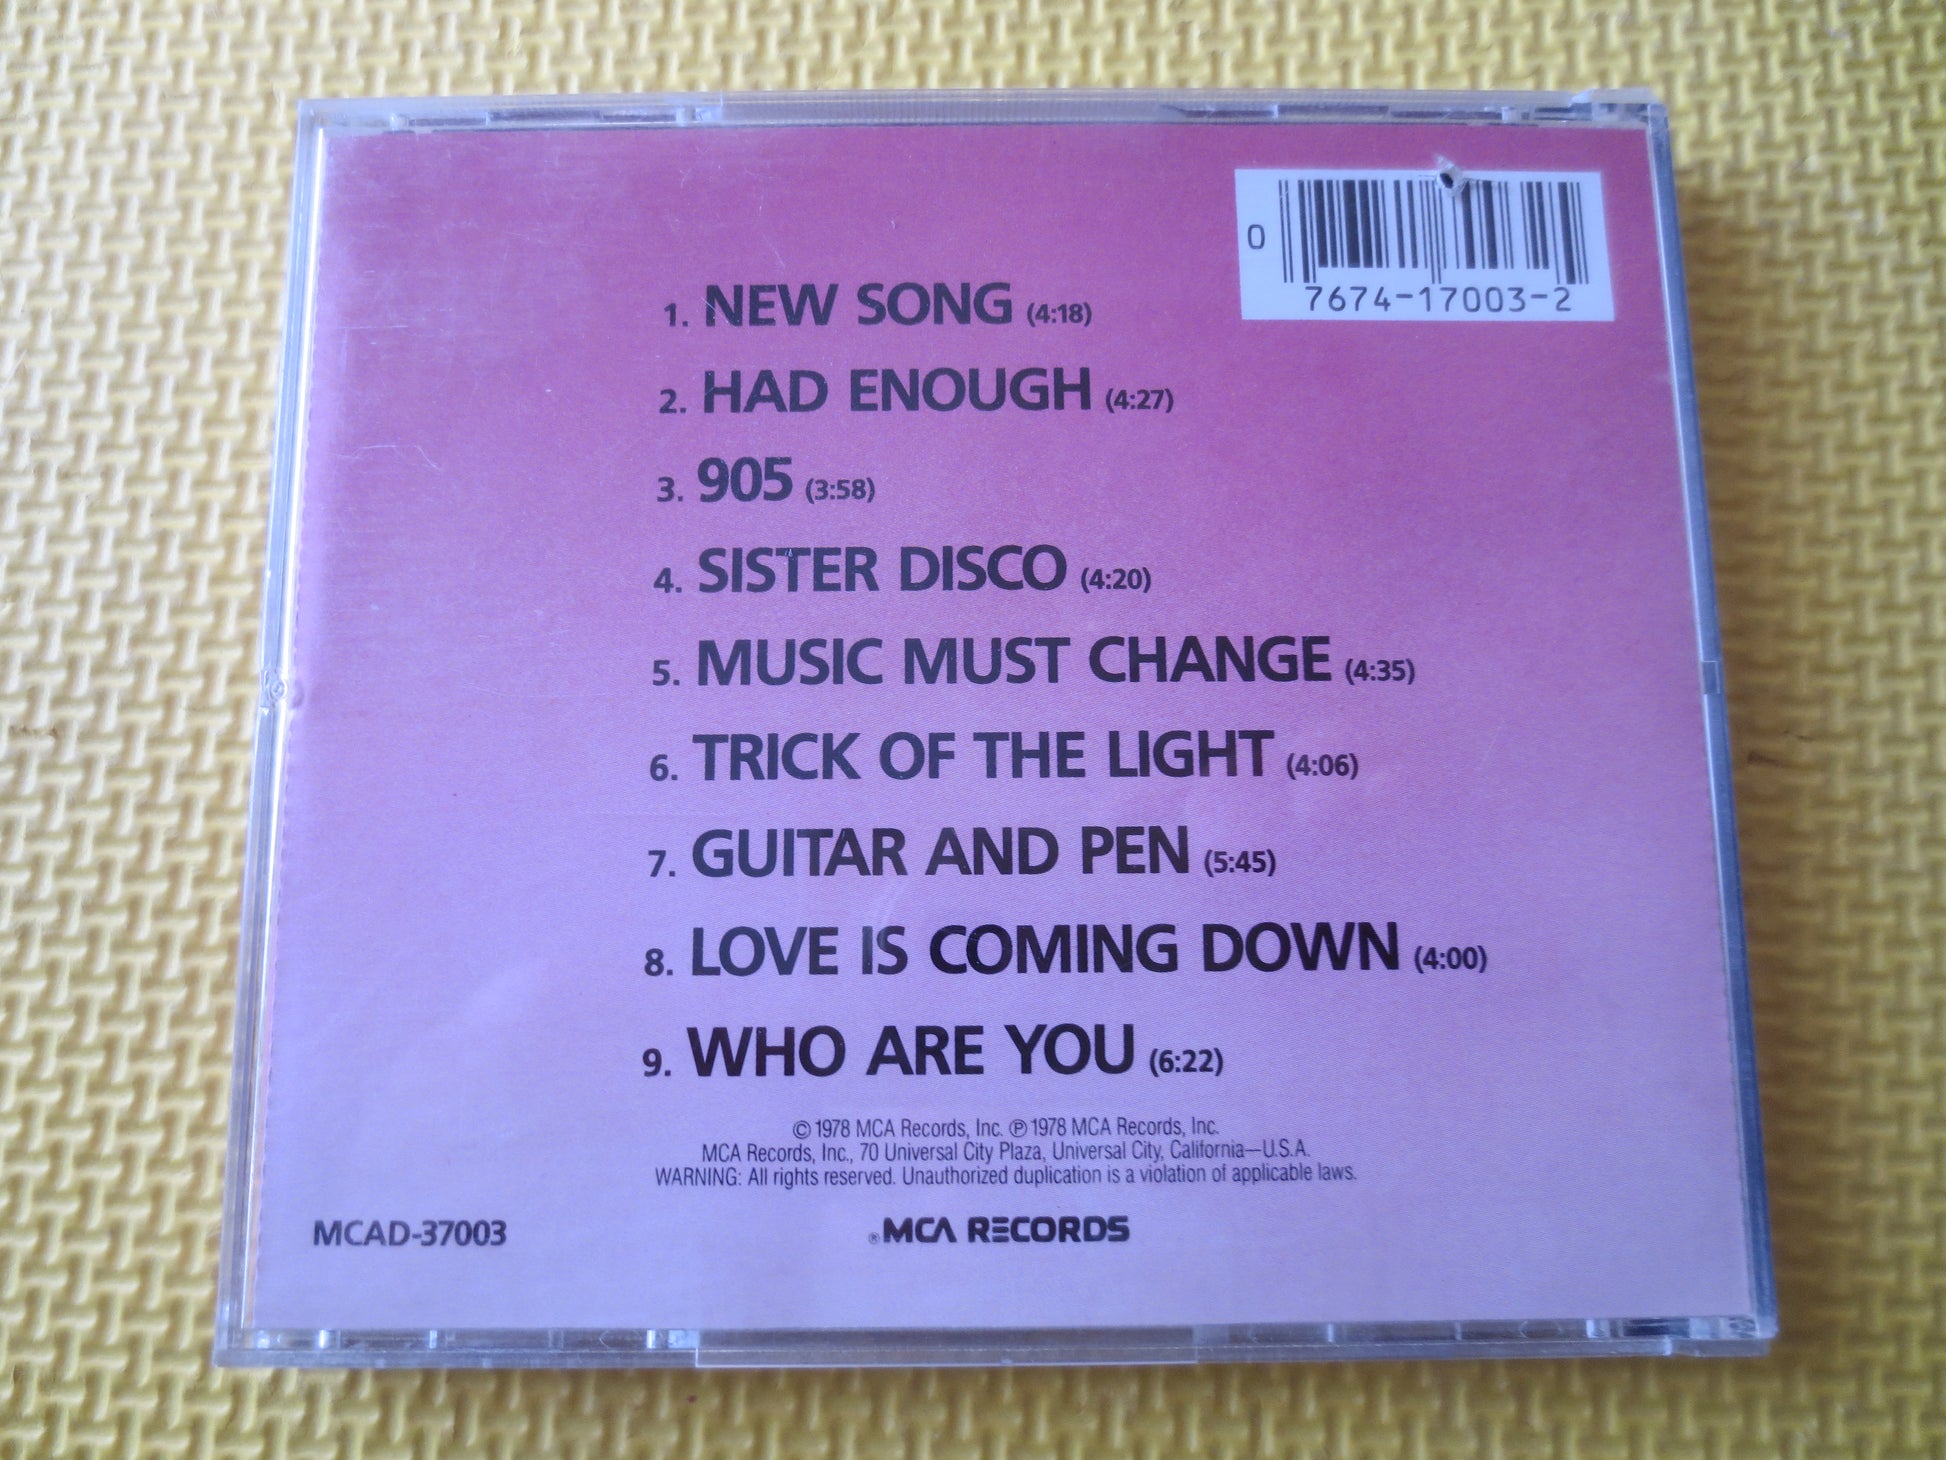 0
7674-17003-2
1. NEW SONG (4:18)
2. HAD ENOUGH (4:27)
3. 905 (3:58)
4. SISTER DISCO (4:20)
5. MUSIC MUST CHANGE (4:35)
6. TRICK OF THE LIGHT (4:06)
7. GUITAR AND PEN (5:45)
8. LOVE IS COMING DOWN (4:00)
9. WHO ARE YOU (6:22)
© 1978 MCA Records, Inc. ℗ 1978 MCA Records, Inc.
MCA Records, Inc., 70 Universal City Plaza, Universal City, California—U.S.A.
WARNING: All rights reserved. Unauthorized duplication is a violation of applicable laws.
MCAD-37003
® MCA RECORDS